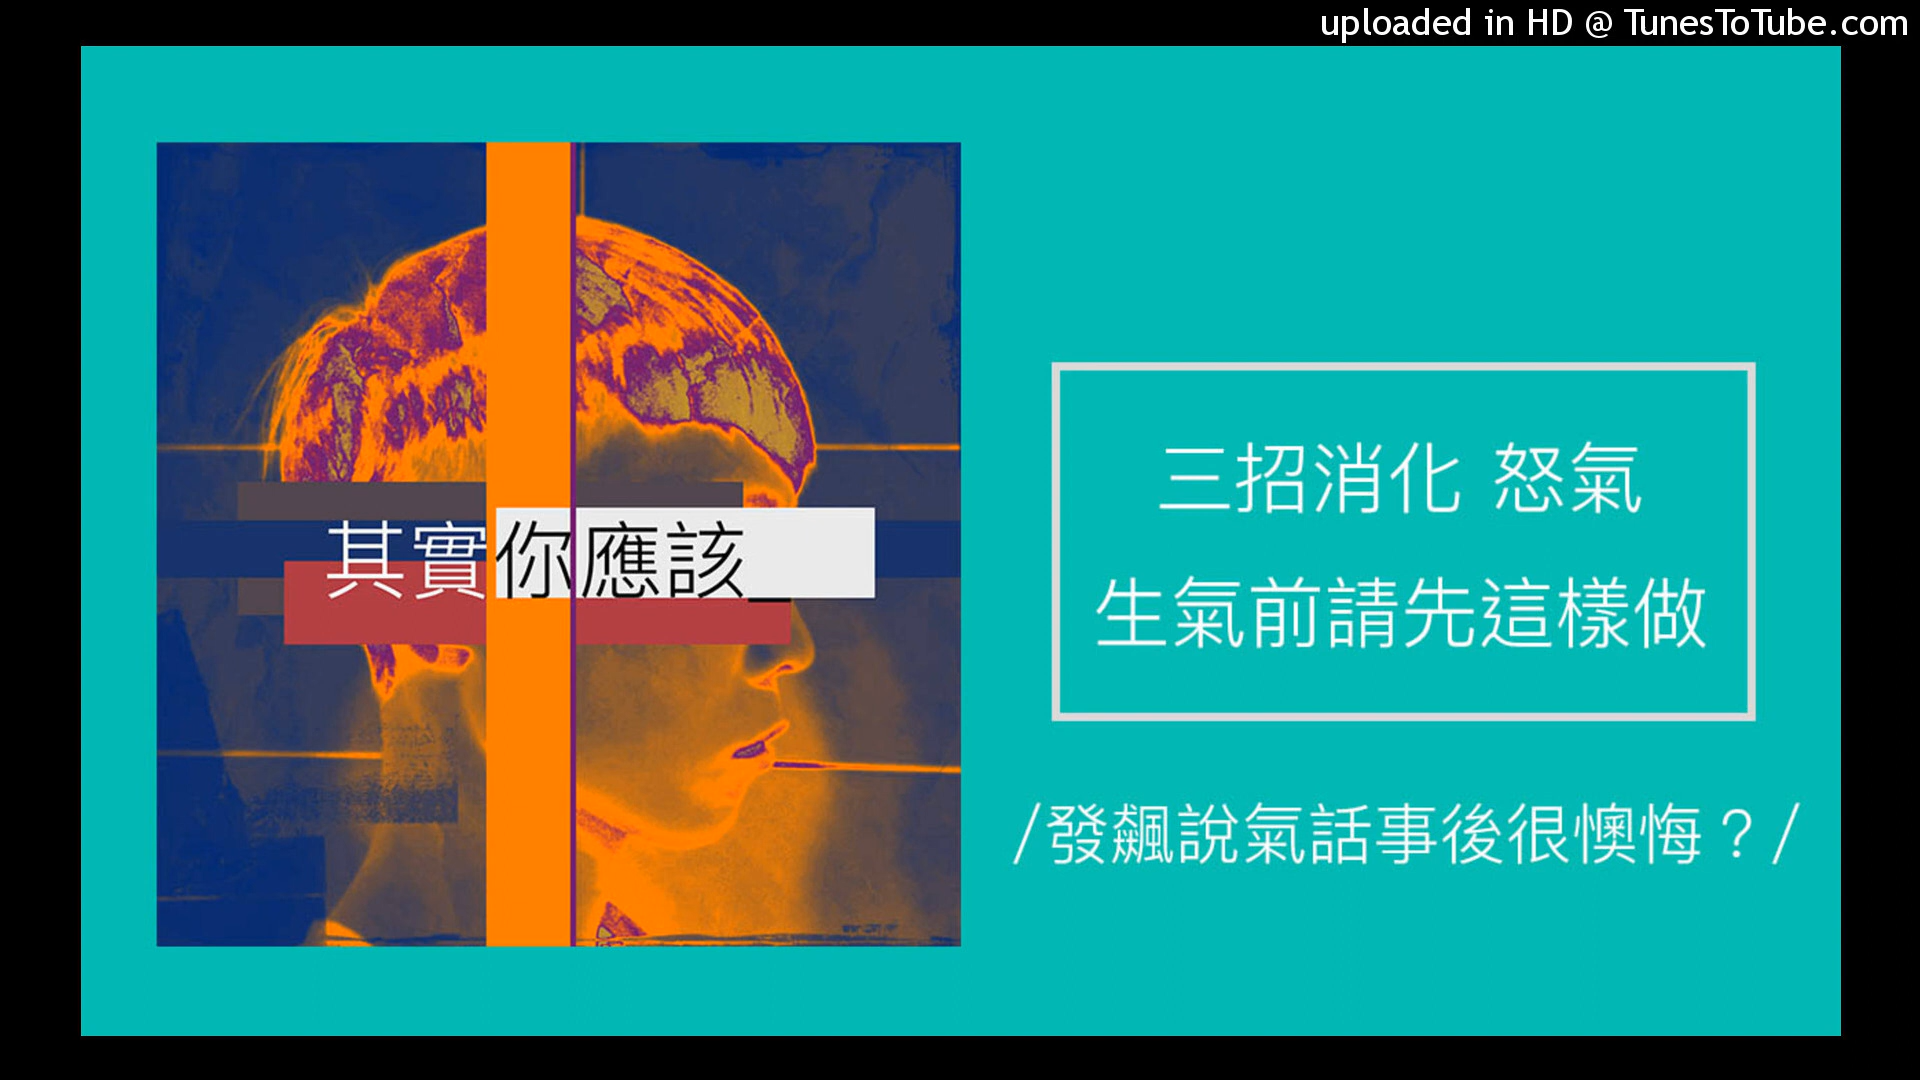 uploaded in HD @ TunesToTube.com
其實你應該_
三招消化 怒氣
生氣前請先這樣做
/發飆說氣話事後很懊悔？/